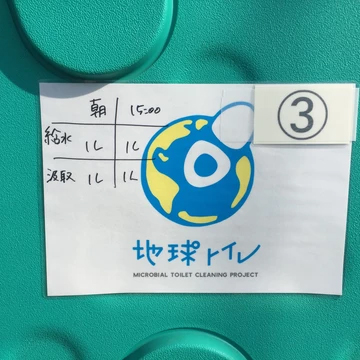 朝 15:00
③
給水 1L 1L
汲取 1L 1L
地球トイレ
MICROBIAL TOILET CLEANING PROJECT